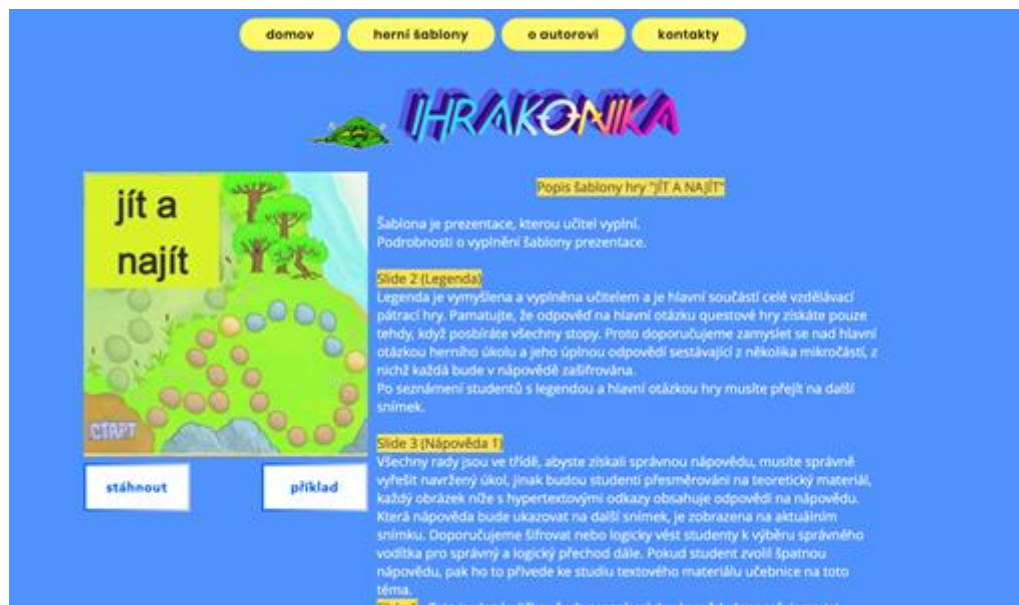 domov herní šablony o autorovi kontakty
IHRAKONIKA
jít a
najít
СТАРТ
stáhnout příklad
Popis šablony hry "JÍT A NAJÍT"
Šablona je prezentace, kterou učitel vyplní.
Podrobnosti o vyplnění šablony prezentace.
Slide 2 (Legenda)
Legenda je vymyšlena a vyplněna učitelem a je hlavní součástí celé vzdělávací
pátrací hry. Pamatujte, že odpověď na hlavní otázku questové hry získáte pouze
tehdy, když posbíráte všechny stopy. Proto doporučujeme zamyslet se nad hlavní
otázkou herního úkolu a jeho úplnou odpovědí sestávající z několika mikročástí, z
nichž každá bude v nápovědě zašifrována.
Po seznámení studentů s legendou a hlavní otázkou hry musíte přejít na další
snímek.
Slide 3 (Nápověda 1)
Všechny rady jsou ve třídě, abyste získali správnou nápovědu, musíte správně
vyřešit navržený úkol, jinak budou studenti přesměrováni na teoretický materiál,
každý obrázek níže s hypertextovými odkazy obsahuje odpovědi na nápovědu.
Která nápověda bude ukazovat na další snímek, je zobrazena na aktuálním
snímku. Doporučujeme šifrovat nebo logicky vést studenty k výběru správného
vodítka pro správný a logický přechod dále. Pokud student zvolil špatnou
nápovědu, pak ho to přivede ke studiu textového materiálu učebnice na toto
téma.